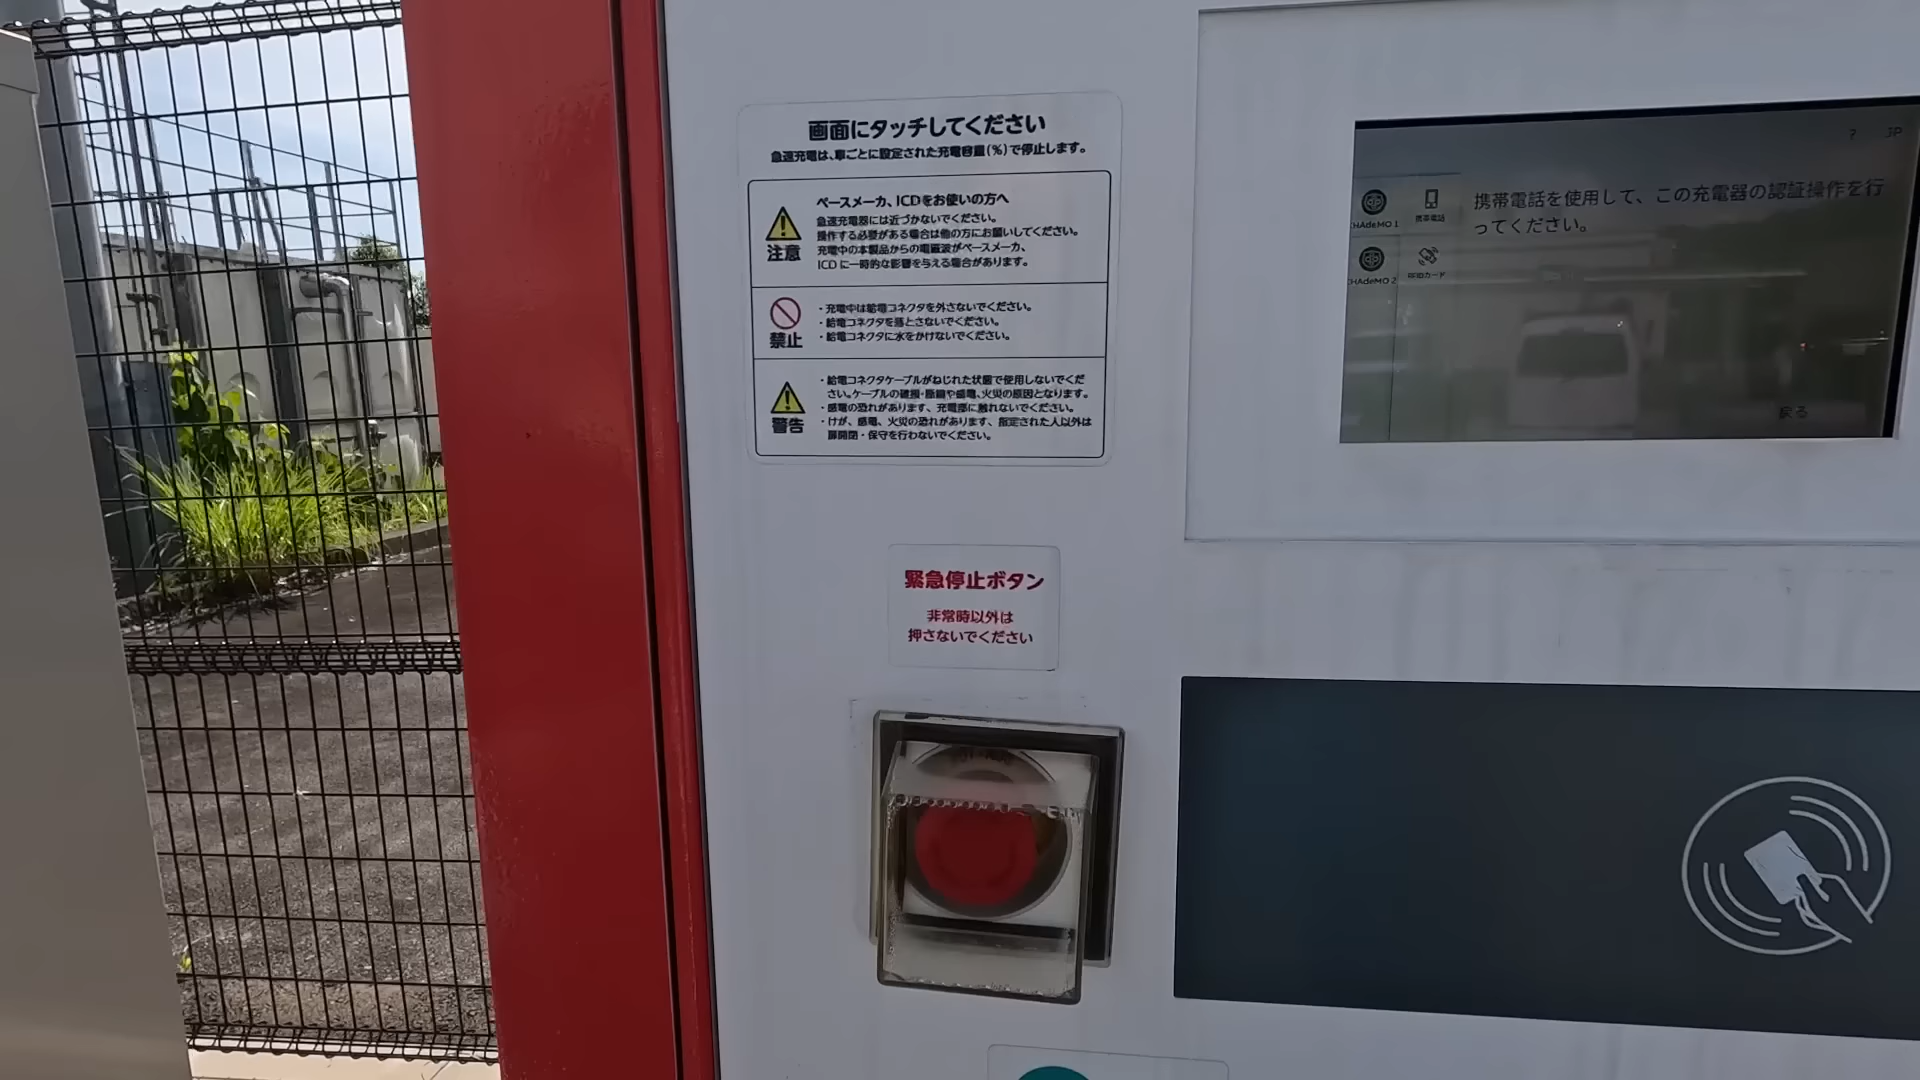 画面にタッチしてください
急速充電は、車ごとに設定された充電容量(%)で停止します。
注意
ペースメーカ、ICDをお使いの方へ
急速充電器には近づかないでください。
操作する必要がある場合は他の方にお願いしてください。
充電中の本製品からの電磁波がペースメーカ、
ICDに一時的な影響を与える場合があります。
禁止
・充電中は給電コネクタを外さないでください。
・給電コネクタを落とさないでください。
・給電コネクタに水をかけないでください。
警告
・給電コネクタケーブルがねじれた状態で使用しないでくだ
さい。ケーブルの破損・断線や感電、火災の原因となります。
・感電の恐れがあります、充電部に触れないでください。
・けが、感電、火災の恐れがあります、指定された人以外は
扉開閉・保守を行わないでください。
緊急停止ボタン
非常時以外は
押さないでください
? JP
CHAdeMO 1
携帯電話
携帯電話を使用して、この充電器の認証操作を行
ってください。
CHAdeMO 2
RFIDカード
戻る